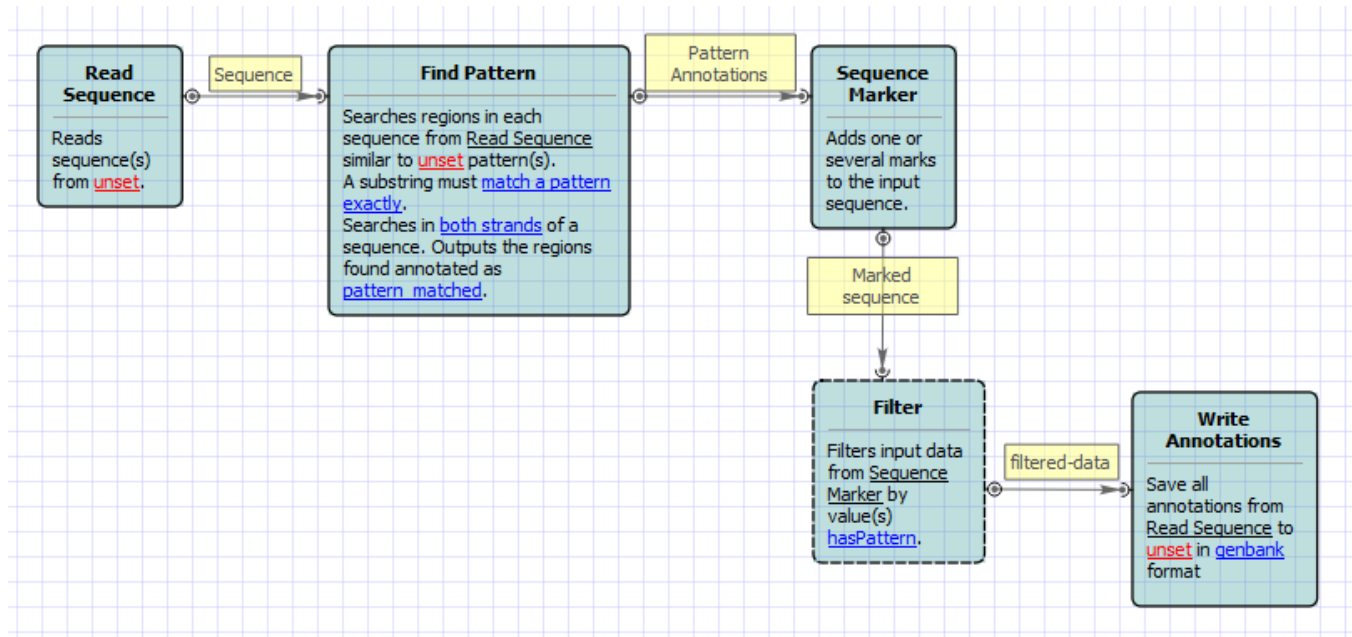 Read
Sequence
Reads
sequence(s)
from unset.
Sequence
Find Pattern
Searches regions in each
sequence from Read Sequence
similar to unset pattern(s).
A substring must match a pattern
exactly.
Searches in both strands of a
sequence. Outputs the regions
found annotated as
pattern_matched.
Pattern
Annotations
Sequence
Marker
Adds one or
several marks
to the input
sequence.
Marked
sequence
Filter
Filters input data
from Sequence
Marker by
value(s)
hasPattern.
filtered-data
Write
Annotations
Save all
annotations from
Read Sequence to
unset in genbank
format